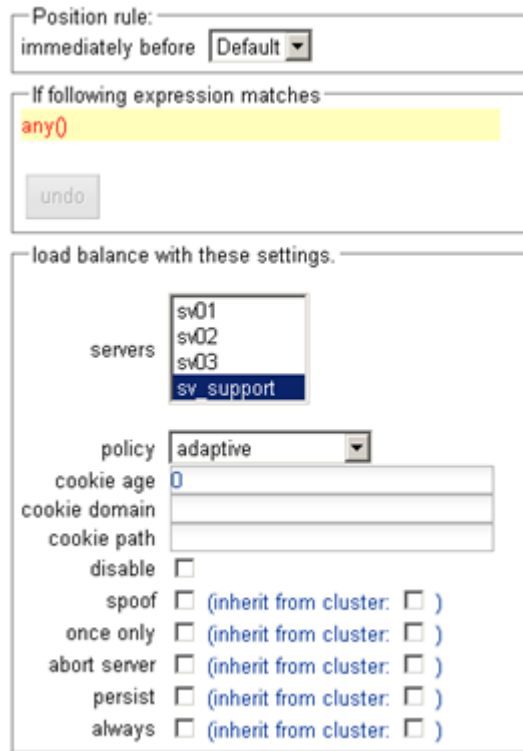 Position rule:
immediately before Default
If following expression matches
any()
undo
load balance with these settings.
servers
sv01
sv02
sv03
sv_support
policy adaptive
cookie age 0
cookie domain
cookie path
disable
spoof (inherit from cluster: )
once only (inherit from cluster: )
abort server (inherit from cluster: )
persist (inherit from cluster: )
always (inherit from cluster: )